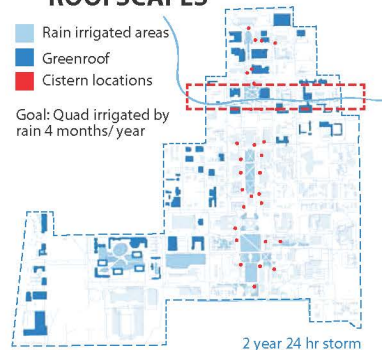 ROOFSCAPES
Rain irrigated areas
Greenroof
Cistern locations
Goal: Quad irrigated by
rain 4 months/ year
2 year 24 hr storm